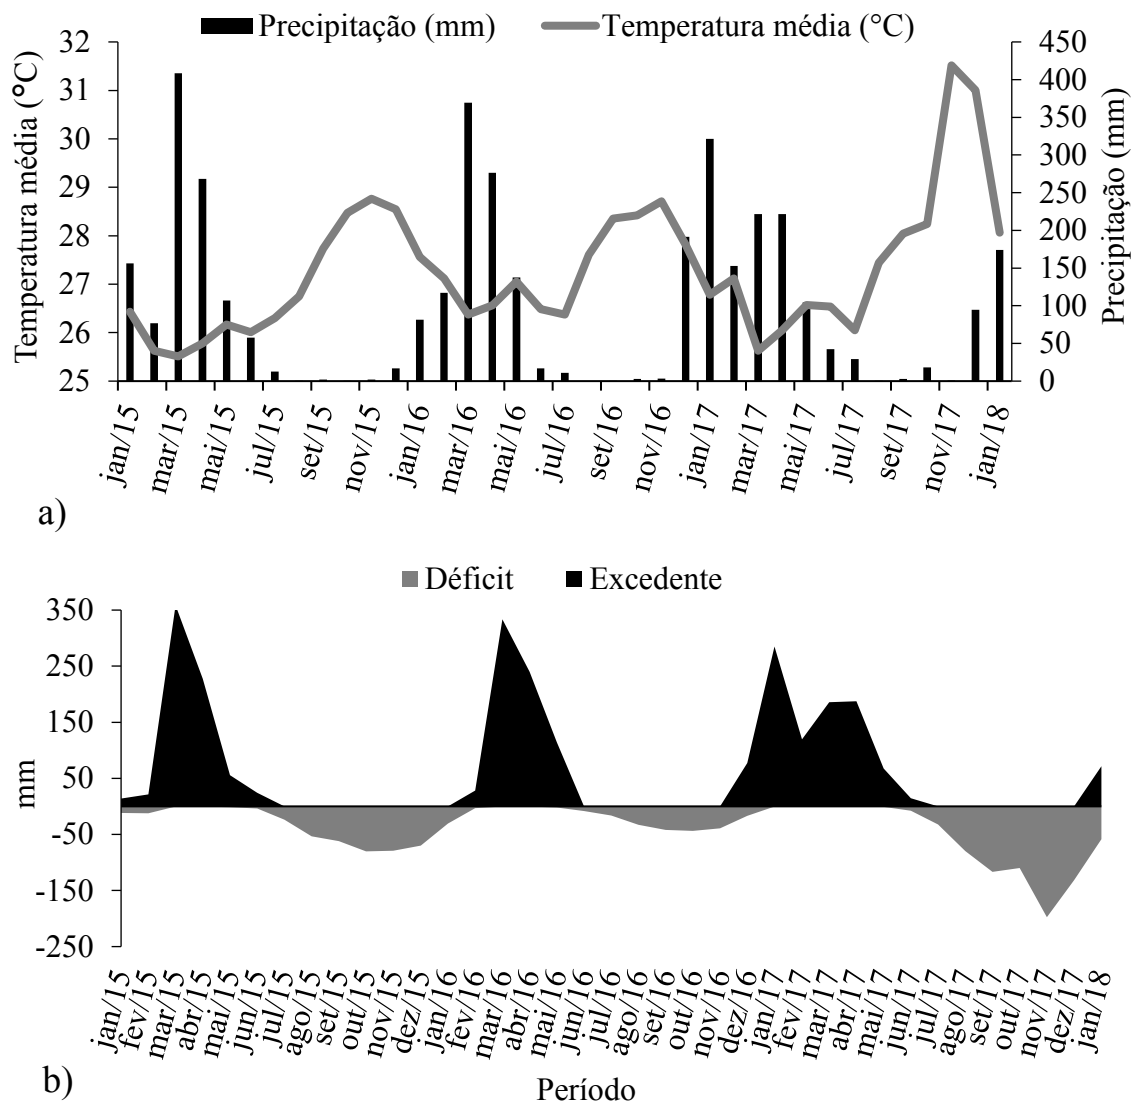 Precipitação (mm) Temperatura média (°C)
Temperatura média (°C)
32
31
30
29
28
27
26
25
450
400
350
300
250
200
150
100
50
0
Precipitação (mm)
jan/15 mar/15 mai/15 jul/15 set/15 nov/15 jan/16 mar/16 mai/16 jul/16 set/16 nov/16 jan/17 mar/17 mai/17 jul/17 set/17 nov/17 jan/18
a)
Déficit Excedente
mm
350
250
150
50
-50
-150
-250
jan/15 fev/15 mar/15 abr/15 mai/15 jun/15 jul/15 ago/15 set/15 out/15 nov/15 dez/15 jan/16 fev/16 mar/16 abr/16 mai/16 jun/16 jul/16 ago/16 set/16 out/16 nov/16 dez/16 jan/17 fev/17 mar/17 abr/17 mai/17 jun/17 jul/17 ago/17 set/17 out/17 nov/17 dez/17 jan/18
b)
Período